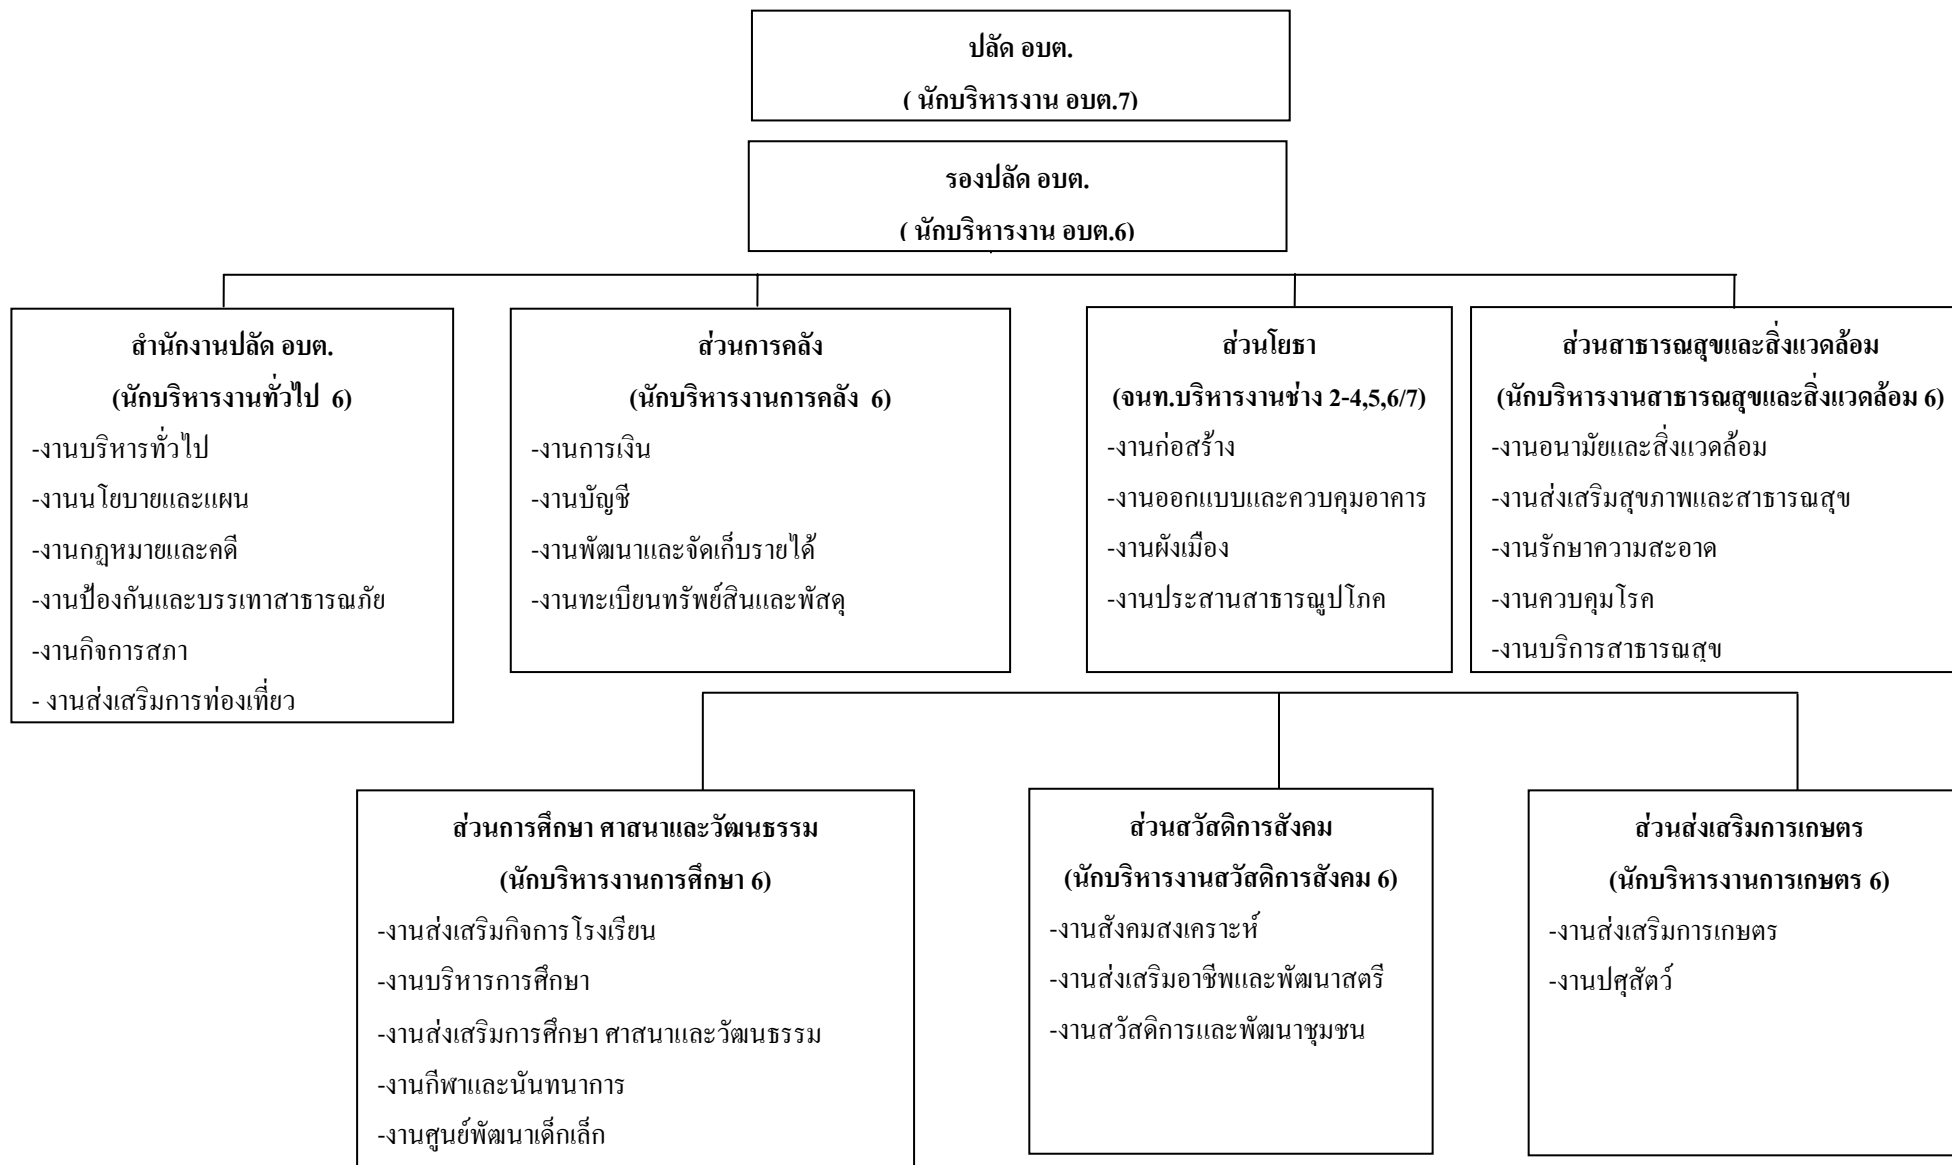 ปลัด อบต.
( นักบริหารงาน อบต.7)
รองปลัด อบต.
( นักบริหารงาน อบต.6)
สำนักงานปลัด อบต.
(นักบริหารงานทั่วไป 6)
-งานบริหารทั่วไป
-งานนโยบายและแผน
-งานกฎหมายและคดี
-งานป้องกันและบรรเทาสาธารณภัย
-งานกิจการสภา
- งานส่งเสริมการท่องเที่ยว
ส่วนการคลัง
(นักบริหารงานการคลัง 6)
-งานการเงิน
-งานบัญชี
-งานพัฒนาและจัดเก็บรายได้
-งานทะเบียนทรัพย์สินและพัสดุ
ส่วนโยธา
(จนท.บริหารงานช่าง 2-4,5,6/7)
-งานก่อสร้าง
-งานออกแบบและควบคุมอาคาร
-งานผังเมือง
-งานประสานสาธารณูปโภค
ส่วนสาธารณสุขและสิ่งแวดล้อม
(นักบริหารงานสาธารณสุขและสิ่งแวดล้อม 6)
-งานอนามัยและสิ่งแวดล้อม
-งานส่งเสริมสุขภาพและสาธารณสุข
-งานรักษาความสะอาด
-งานควบคุมโรค
-งานบริการสาธารณสุข
ส่วนการศึกษา ศาสนาและวัฒนธรรม
(นักบริหารงานการศึกษา 6)
-งานส่งเสริมกิจการโรงเรียน
-งานบริหารการศึกษา
-งานส่งเสริมการศึกษา ศาสนาและวัฒนธรรม
-งานกีฬาและนันทนาการ
-งานศูนย์พัฒนาเด็กเล็ก
ส่วนสวัสดิการสังคม
(นักบริหารงานสวัสดิการสังคม 6)
-งานสังคมสงเคราะห์
-งานส่งเสริมอาชีพและพัฒนาสตรี
-งานสวัสดิการและพัฒนาชุมชน
ส่วนส่งเสริมการเกษตร
(นักบริหารงานการเกษตร 6)
-งานส่งเสริมการเกษตร
-งานปศุสัตว์